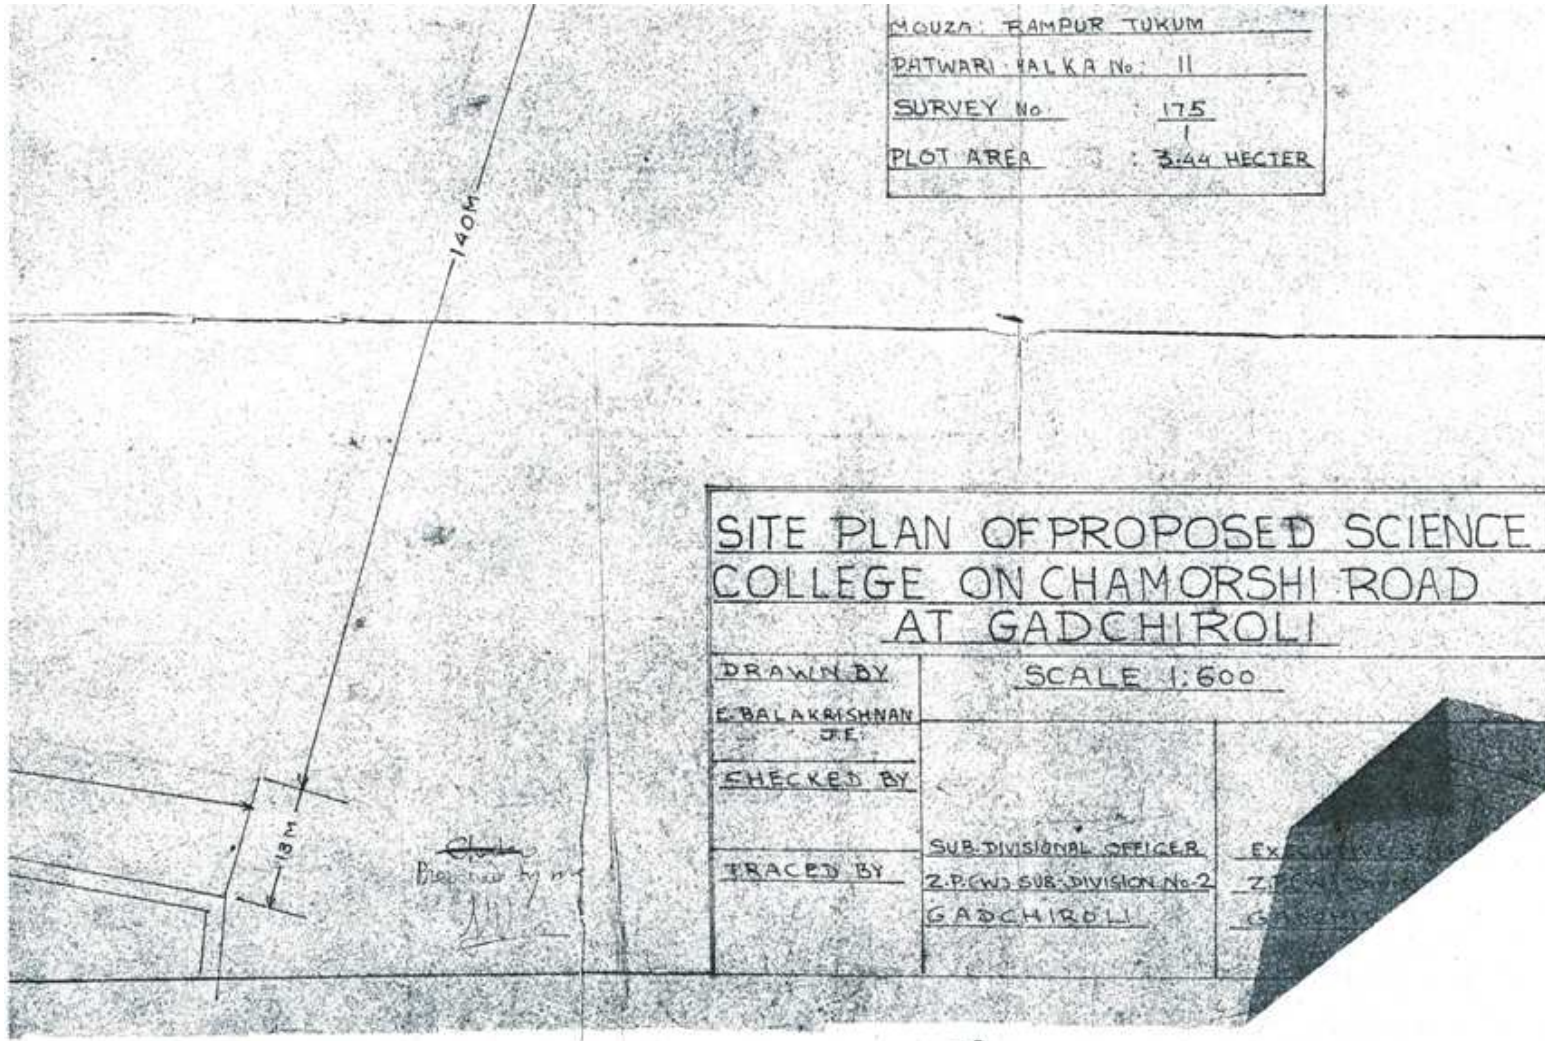 MOUZA: RAMPUR TUKUM
PATWARI HALKA No: 11
SURVEY No. : 175
1
PLOT AREA : 3.44 HECTER
140M
SITE PLAN OF PROPOSED SCIENCE
COLLEGE ON CHAMORSHI ROAD
AT GADCHIROLI
DRAWN BY
SCALE 1:600
E. BALAKRISHNAN
J.E.
CHECKED BY
13M
TRACED BY
SUB.DIVISIONAL OFFICER
Z.P.(W) SUB-DIVISION No-2
GADCHIROLI